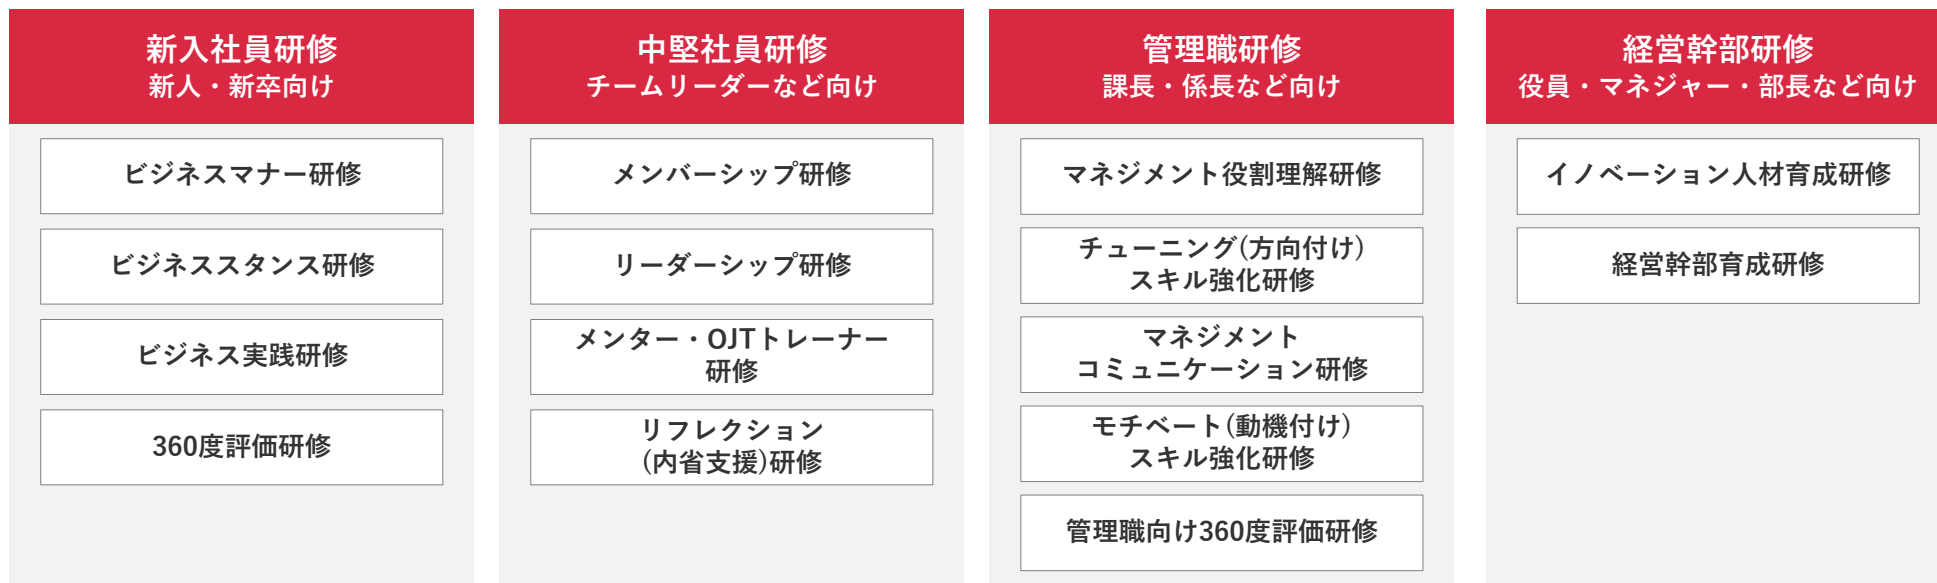 新入社員研修
新人・新卒向け
ビジネスマナー研修
ビジネススタンス研修
ビジネス実践研修
360度評価研修
中堅社員研修
チームリーダーなど向け
メンバーシップ研修
リーダーシップ研修
メンター・OJTトレーナー
研修
リフレクション
(内省支援)研修
管理職研修
課長・係長など向け
マネジメント役割理解研修
チューニング(方向付け)
スキル強化研修
マネジメント
コミュニケーション研修
モチベート(動機付け)
スキル強化研修
管理職向け360度評価研修
経営幹部研修
役員・マネジャー・部長など向け
イノベーション人材育成研修
経営幹部育成研修